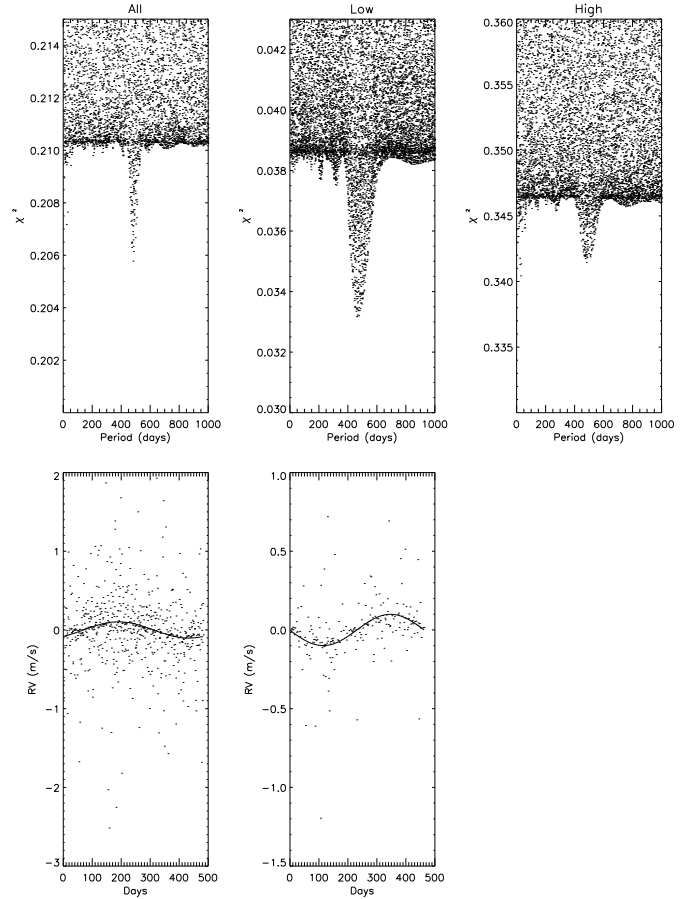 All Low High
0.214
0.212
0.210
0.208
0.206
0.204
0.202
χ²
0 200 400 600 800 1000
Period (days)
0.042
0.040
0.038
0.036
0.034
0.032
0.030
χ²
0 200 400 600 800 1000
Period (days)
0.360
0.355
0.350
0.345
0.340
0.335
χ²
0 200 400 600 800 1000
Period (days)
2
1
0
−1
−2
−3
RV (m/s)
0 100 200 300 400 500
Days
1.0
0.5
0.0
−0.5
−1.0
−1.5
RV (m/s)
0 100 200 300 400 500
Days